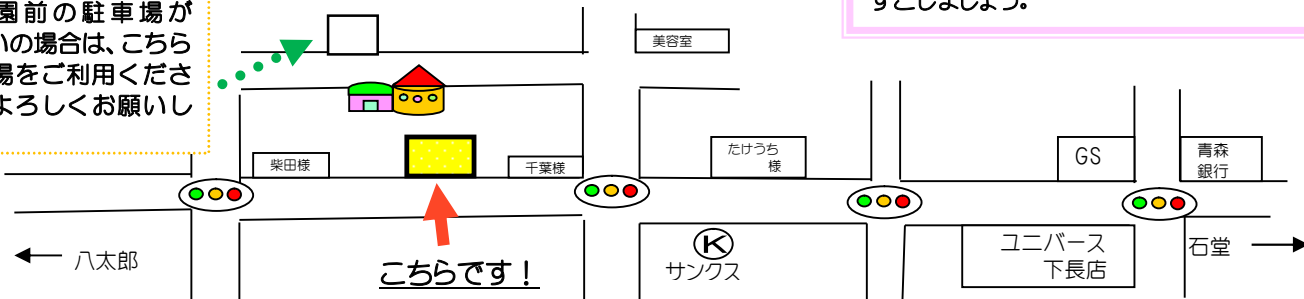 園前の駐車場が
いの場合は、こちら
場をご利用くださ
よろしくお願いし
すごしましょう。
美容室
柴田様
千葉様
たけうち
様
GS
青森
銀行
八太郎
こちらです！
K
サンクス
ユニバース
下長店
石堂